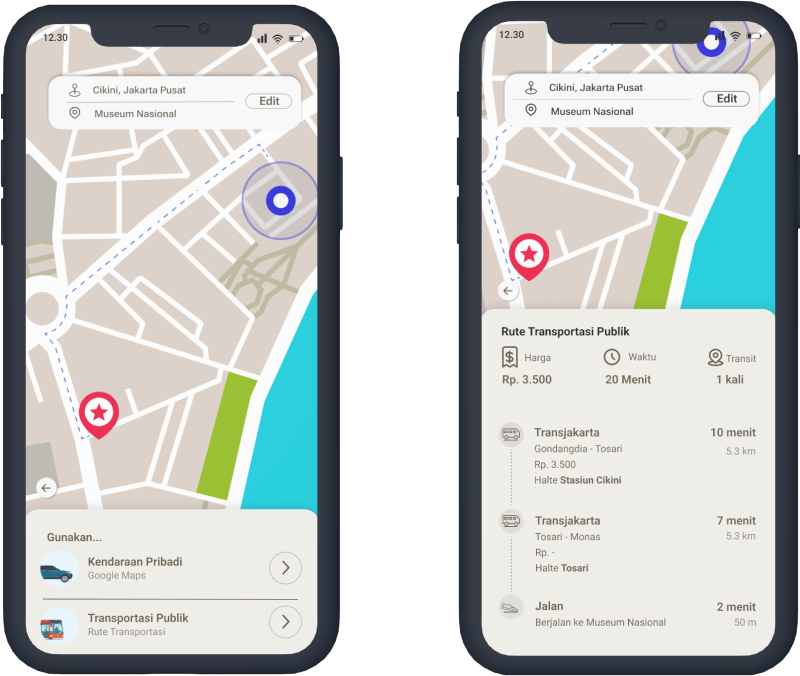 12.30
Cikini, Jakarta Pusat
Museum Nasional
Edit
Gunakan...
Kendaraan Pribadi
Google Maps
Transportasi Publik
Rute Transportasi
12.30
Cikini, Jakarta Pusat
Museum Nasional
Edit
Rute Transportasi Publik
Harga Waktu Transit
Rp. 3.500 20 Menit 1 kali
Transjakarta 10 menit
Gondangdia - Tosari 5.3 km
Rp. 3.500
Halte Stasiun Cikini
Transjakarta 7 menit
Tosari - Monas 5.3 km
Rp. -
Halte Tosari
Jalan 2 menit
Berjalan ke Museum Nasional 50 m